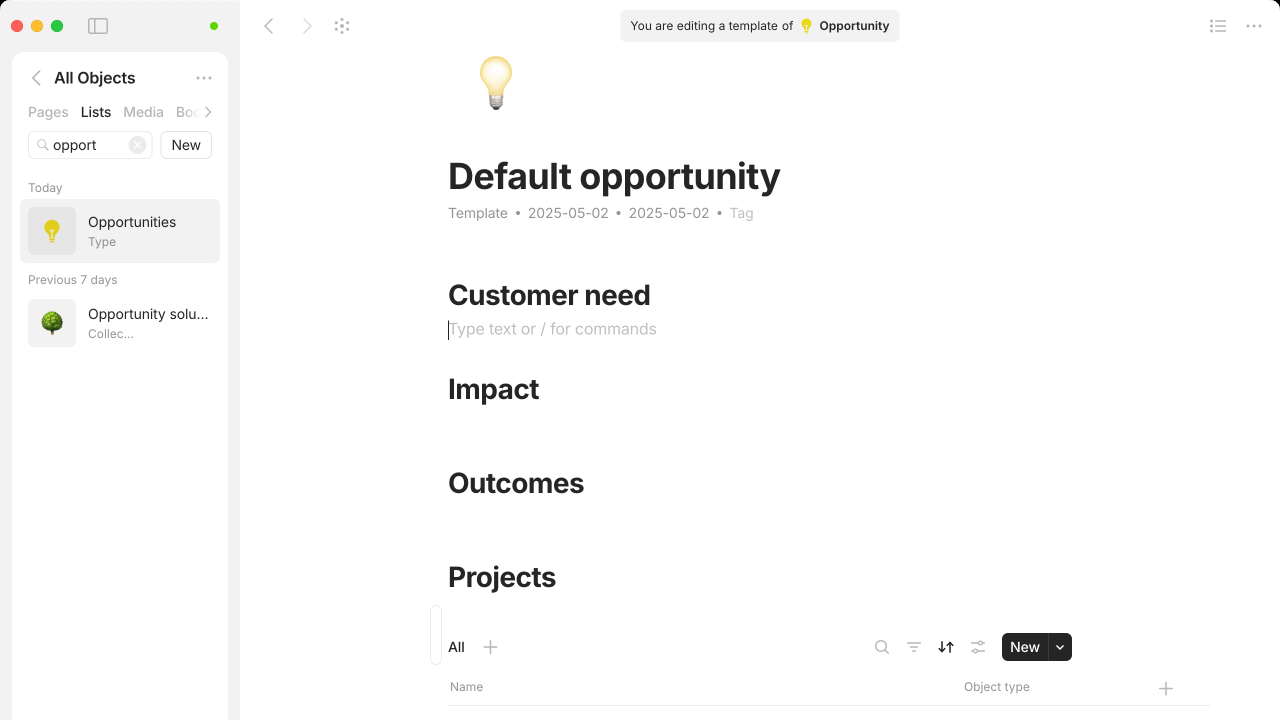 You are editing a template of Opportunity
All Objects
Pages Lists Media
opport New
Today
Opportunities
Type
Previous 7 days
Opportunity solu...
Collec...
Default opportunity
Template • 2025-05-02 • 2025-05-02 • Tag
Customer need
Type text or / for commands
Impact
Outcomes
Projects
All New
Name Object type